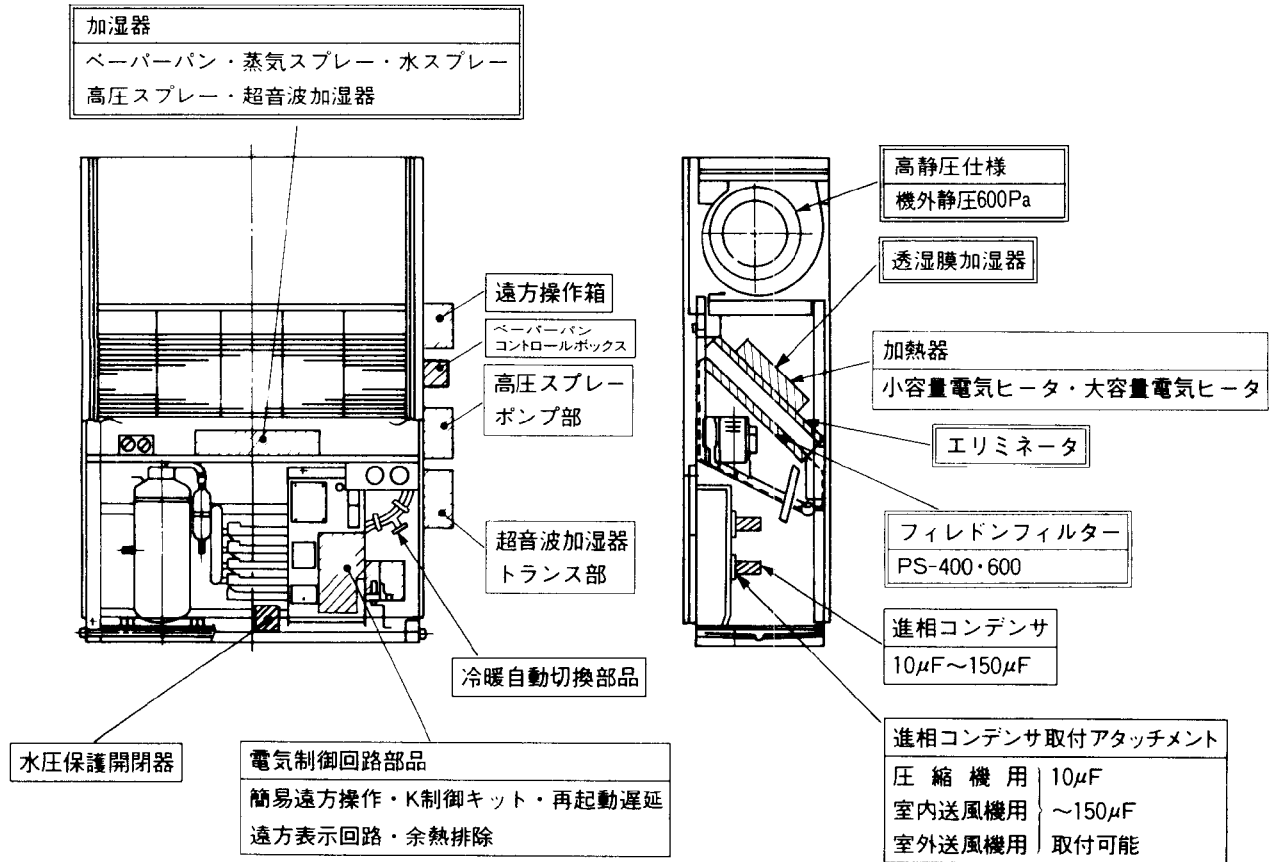 加湿器
ペーパーパン・蒸気スプレー・水スプレー
高圧スプレー・超音波加湿器
遠方操作箱
ペーパーパン
コントロールボックス
高圧スプレー
ポンプ部
超音波加湿器
トランス部
冷暖自動切換部品
水圧保護開閉器
電気制御回路部品
簡易遠方操作・K制御キット・再起動遅延
遠方表示回路・余熱排除
高静圧仕様
機外静圧600Pa
透湿膜加湿器
加熱器
小容量電気ヒータ・大容量電気ヒータ
エリミネータ
フィレドンフィルター
PS-400・600
進相コンデンサ
10μF～150μF
進相コンデンサ取付アタッチメント
圧縮機用 10μF
室内送風機用 ～150μF
室外送風機用 取付可能